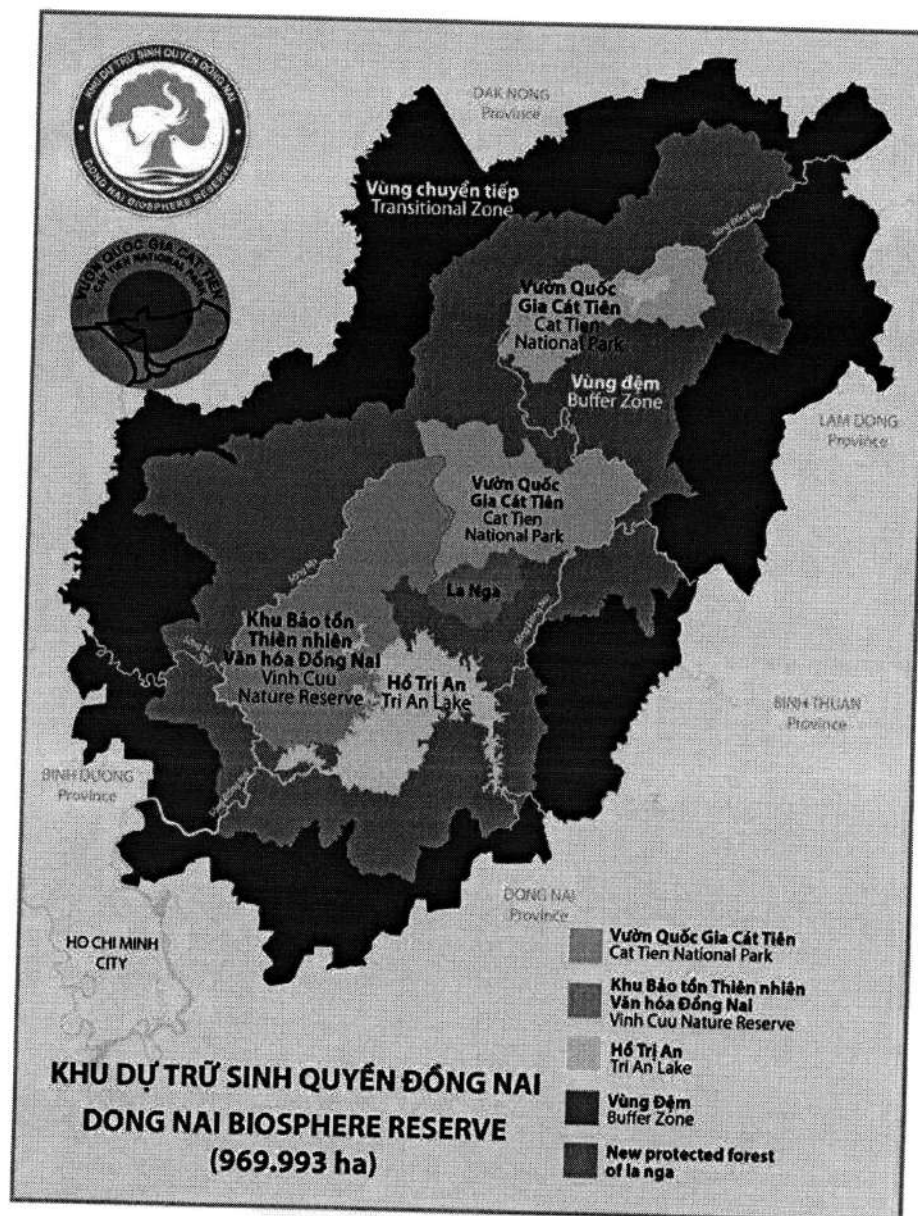 KHU DỰ TRỮ SINH QUYỂN ĐỒNG NAI
DONG NAI BIOSPHERE RESERVE
VƯỜN QUỐC GIA CÁT TIÊN
CAT TIEN NATIONAL PARK
DAK NONG
Province
Vùng chuyển tiếp
Transitional Zone
Sông Đồng Nai
Vườn Quốc
Gia Cát Tiên
Cat Tien
National Park
Vùng đệm
Buffer Zone
LAM DONG
Province
Vườn Quốc
Gia Cát Tiên
Cat Tien
National Park
La Nga
Sông Đồng Nai
Khu Bảo tồn
Thiên nhiên
Văn hóa Đồng Nai
Vinh Cuu
Nature Reserve
Hồ Trị An
Tri An Lake
BINH THUAN
Province
BINH DUONG
Province
DONG NAI
Province
HO CHI MINH
CITY
Vườn Quốc Gia Cát Tiên
Cat Tien National Park
Khu Bảo tồn Thiên nhiên
Văn hóa Đồng Nai
Vinh Cuu Nature Reserve
Hồ Trị An
Tri An Lake
Vùng Đệm
Buffer Zone
New protected forest
of la nga
KHU DỰ TRỮ SINH QUYỂN ĐỒNG NAI
DONG NAI BIOSPHERE RESERVE
(969.993 ha)